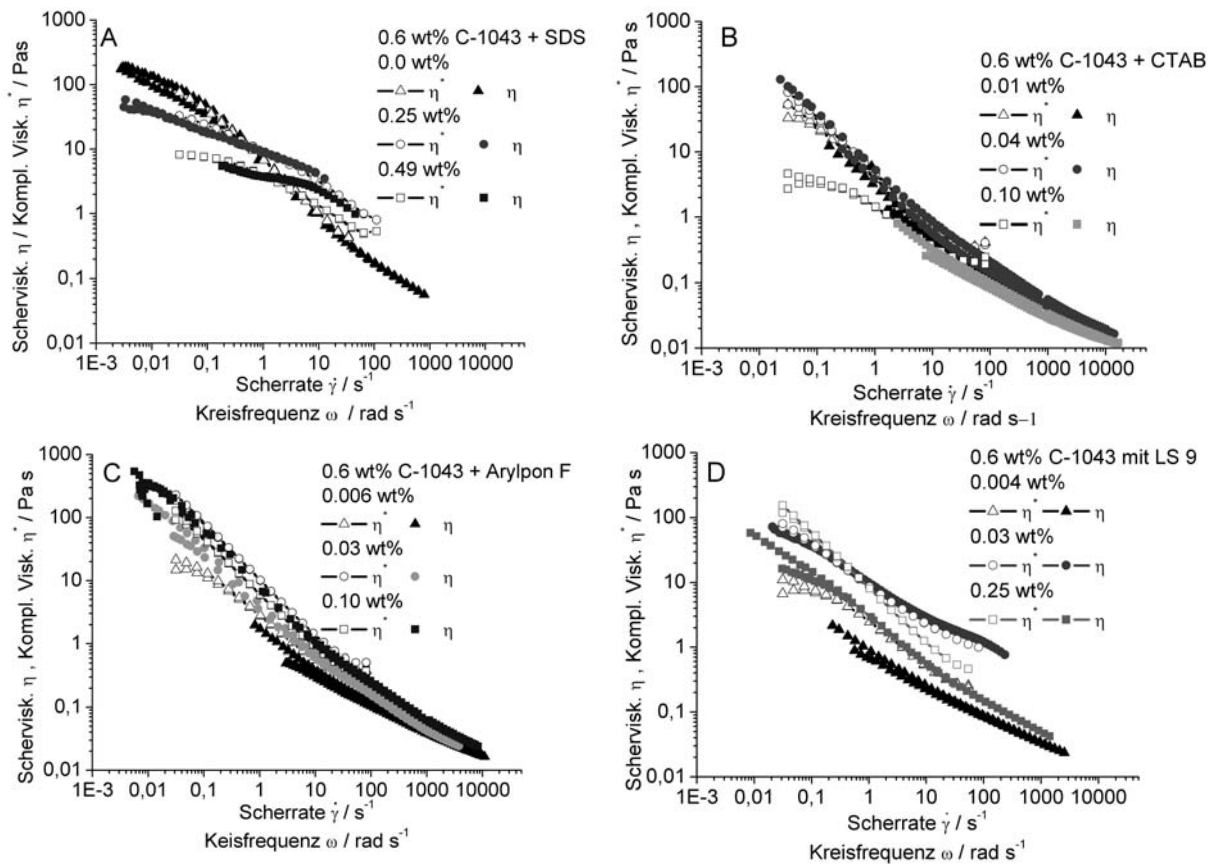 A
1000
100
10
1
0,1
0,01
Schervisk. η / Kompl. Visk. η* / Pas
0.6 wt% C-1043 + SDS
0.0 wt%
η* η
0.25 wt%
η* η
0.49 wt%
η* η
1E-3 0,01 0,1 1 10 100 1000 10000
Scherrate γ̇ / s⁻¹
Kreisfrequenz ω / rad s⁻¹
B
1000
100
10
1
0,1
0,01
Schervisk. η , Kompl. Visk. η* / Pa s
0.6 wt% C-1043 + CTAB
0.01 wt%
η* η
0.04 wt%
η* η
0.10 wt%
η* η
1E-3 0,01 0,1 1 10 100 1000 10000
Scherrate γ̇ / s⁻¹
Kreisfrequenz ω / rad s–1
C
1000
100
10
1
0,1
0,01
Schervisk. η , Kompl. Visk. η* / Pa s
0.6 wt% C-1043 + Arylpon F
0.006 wt%
η* η
0.03 wt%
η* η
0.10 wt%
η* η
1E-3 0,01 0,1 1 10 100 1000 10000
Scherrate γ̇ / s⁻¹
Keisfrequenz ω / rad s⁻¹
D
1000
100
10
1
0,1
0,01
Schervisk. η , Kompl. Visk. η* / Pa s
0.6 wt% C-1043 mit LS 9
0.004 wt%
η* η
0.03 wt%
η* η
0.25 wt%
η* η
1E-3 0,01 0,1 1 10 100 1000 10000
Scherrate γ̇ / s⁻¹
Kreisfrequenz ω / rad s⁻¹